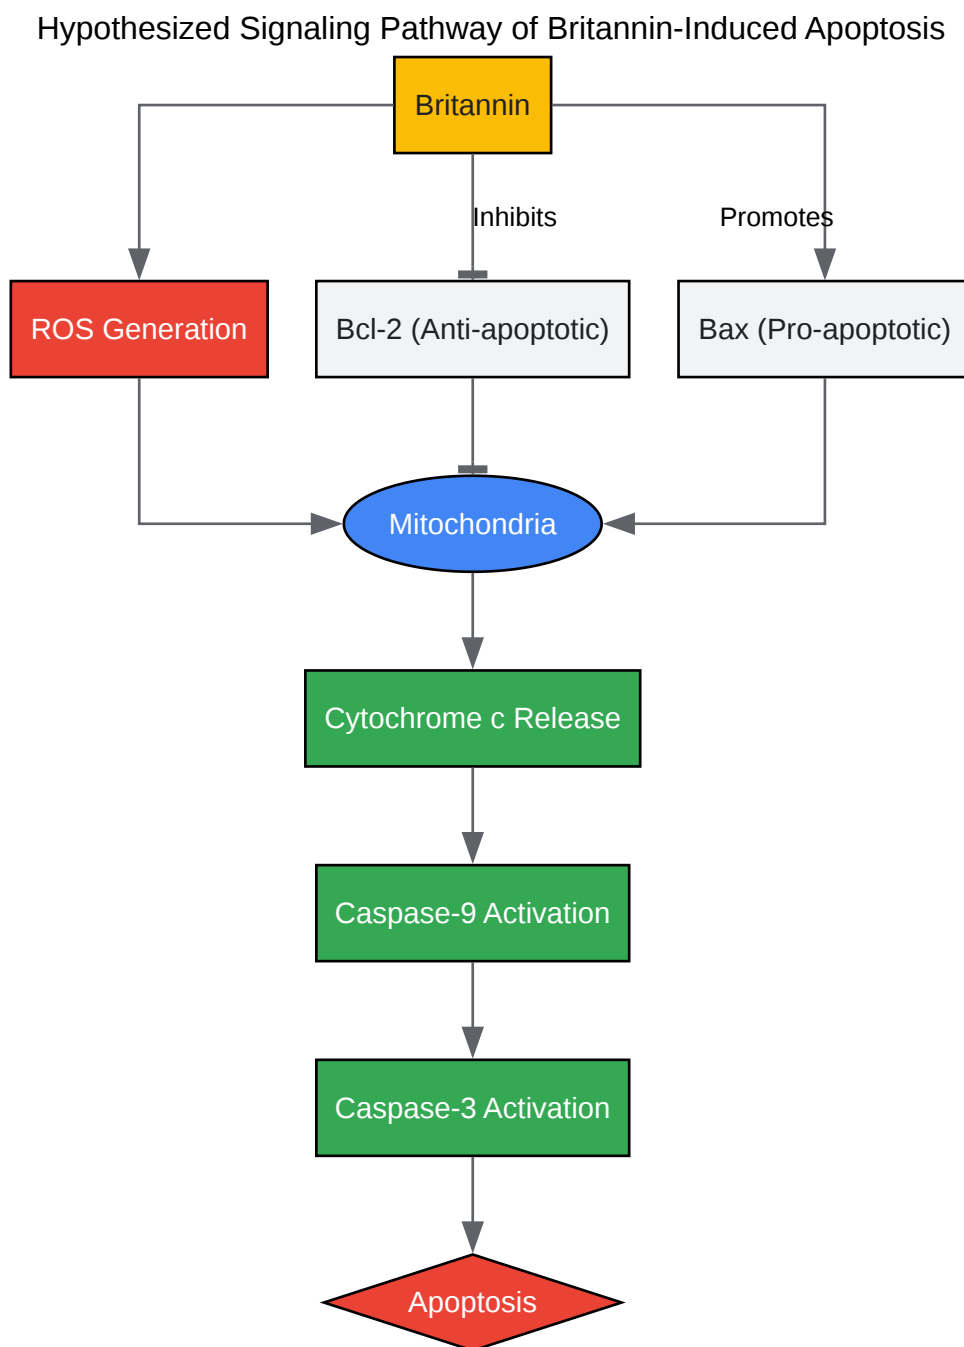 Hypothesized Signaling Pathway of Britannin-Induced Apoptosis
Britannin
Inhibits
Promotes
ROS Generation
Bcl-2 (Anti-apoptotic)
Bax (Pro-apoptotic)
Mitochondria
Cytochrome c Release
Caspase-9 Activation
Caspase-3 Activation
Apoptosis